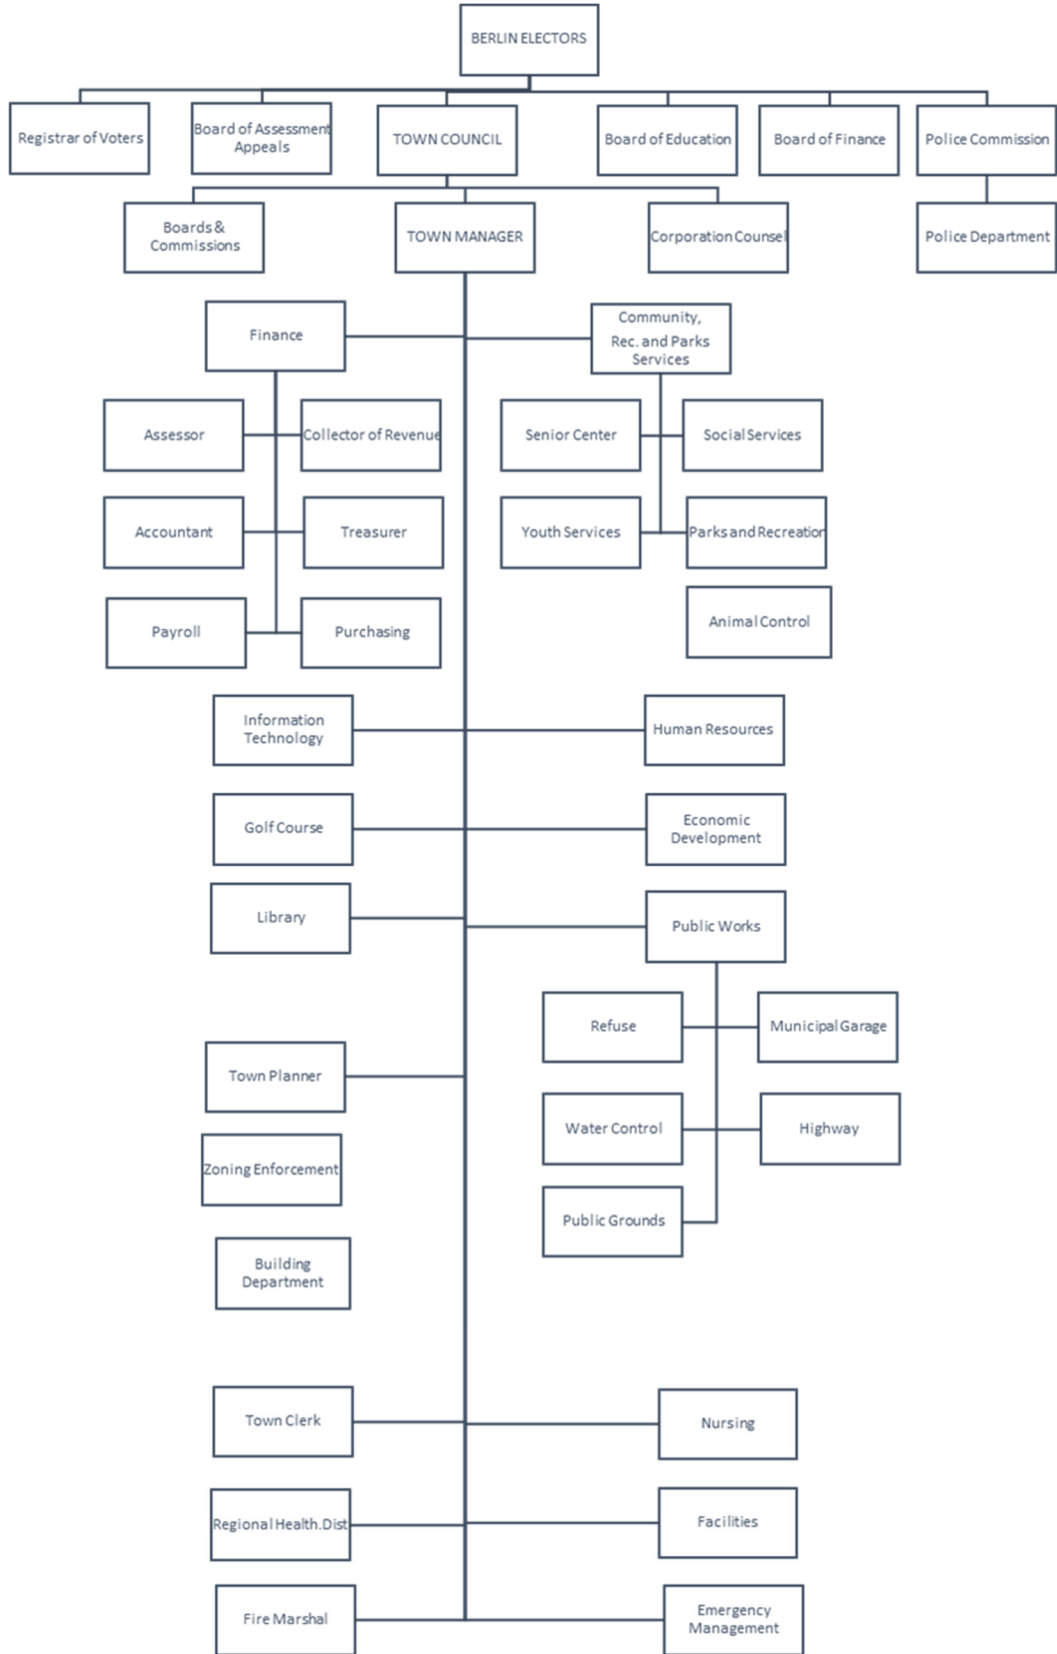 BERLIN ELECTORS
Registrar of Voters
Board of Assessment
Appeals
TOWN COUNCIL
Board of Education
Board of Finance
Police Commission
Boards &
Commissions
TOWN MANAGER
Corporation Counsel
Police Department
Finance
Community,
Rec. and Parks
Services
Assessor
Collector of Revenue
Senior Center
Social Services
Accountant
Treasurer
Youth Services
Parks and Recreation
Animal Control
Payroll
Purchasing
Information
Technology
Human Resources
Golf Course
Economic
Development
Library
Public Works
Refuse
Municipal Garage
Town Planner
Water Control
Highway
Zoning Enforcement
Public Grounds
Building
Department
Town Clerk
Nursing
Regional Health.Dist
Facilities
Fire Marshal
Emergency
Management